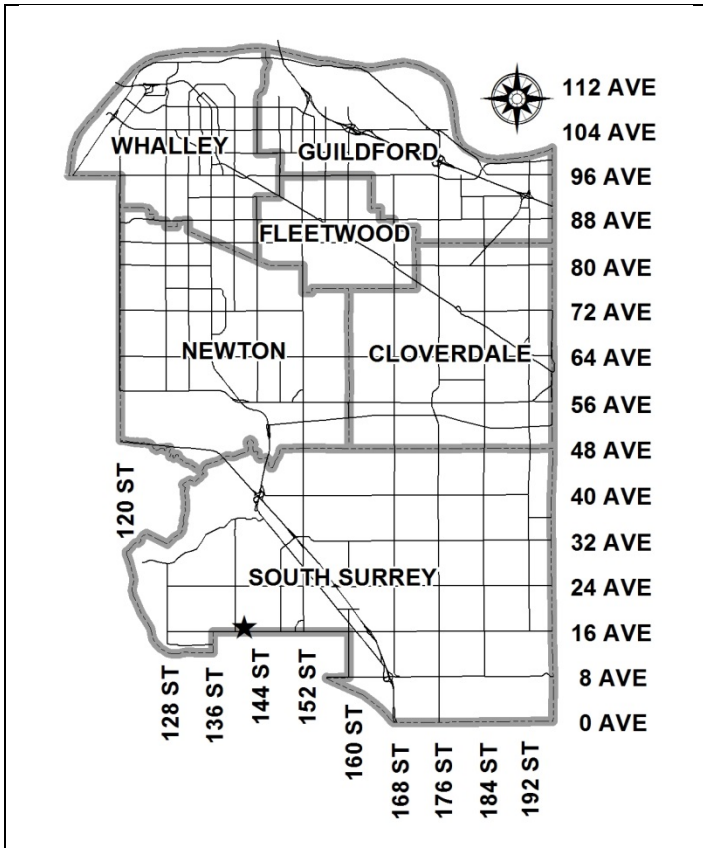 112 AVE
104 AVE
WHALLEY
GUILDFORD
96 AVE
88 AVE
FLEETWOOD
80 AVE
72 AVE
NEWTON
CLOVERDALE
64 AVE
56 AVE
48 AVE
120 ST
40 AVE
32 AVE
SOUTH SURREY
24 AVE
16 AVE
128 ST
136 ST
144 ST
152 ST
160 ST
8 AVE
0 AVE
168 ST
176 ST
184 ST
192 ST